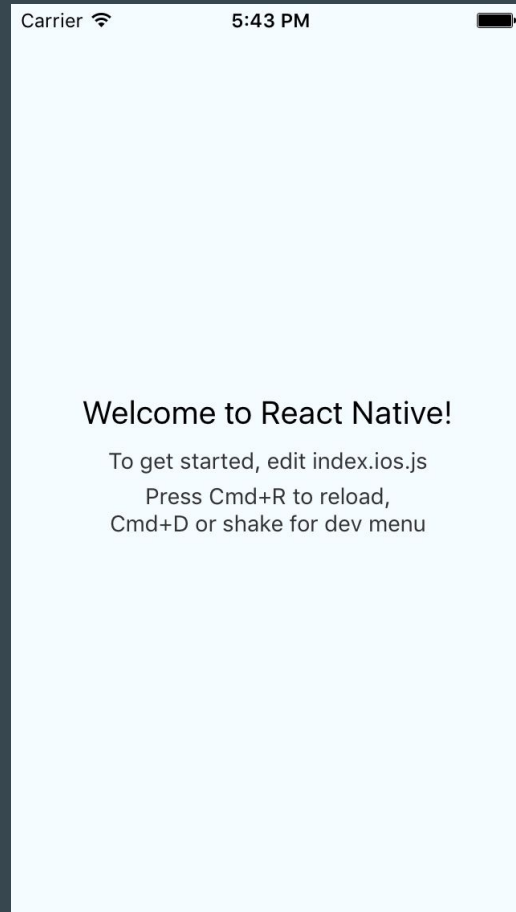 Carrier 5:43 PM
Welcome to React Native!
To get started, edit index.ios.js
Press Cmd+R to reload,
Cmd+D or shake for dev menu